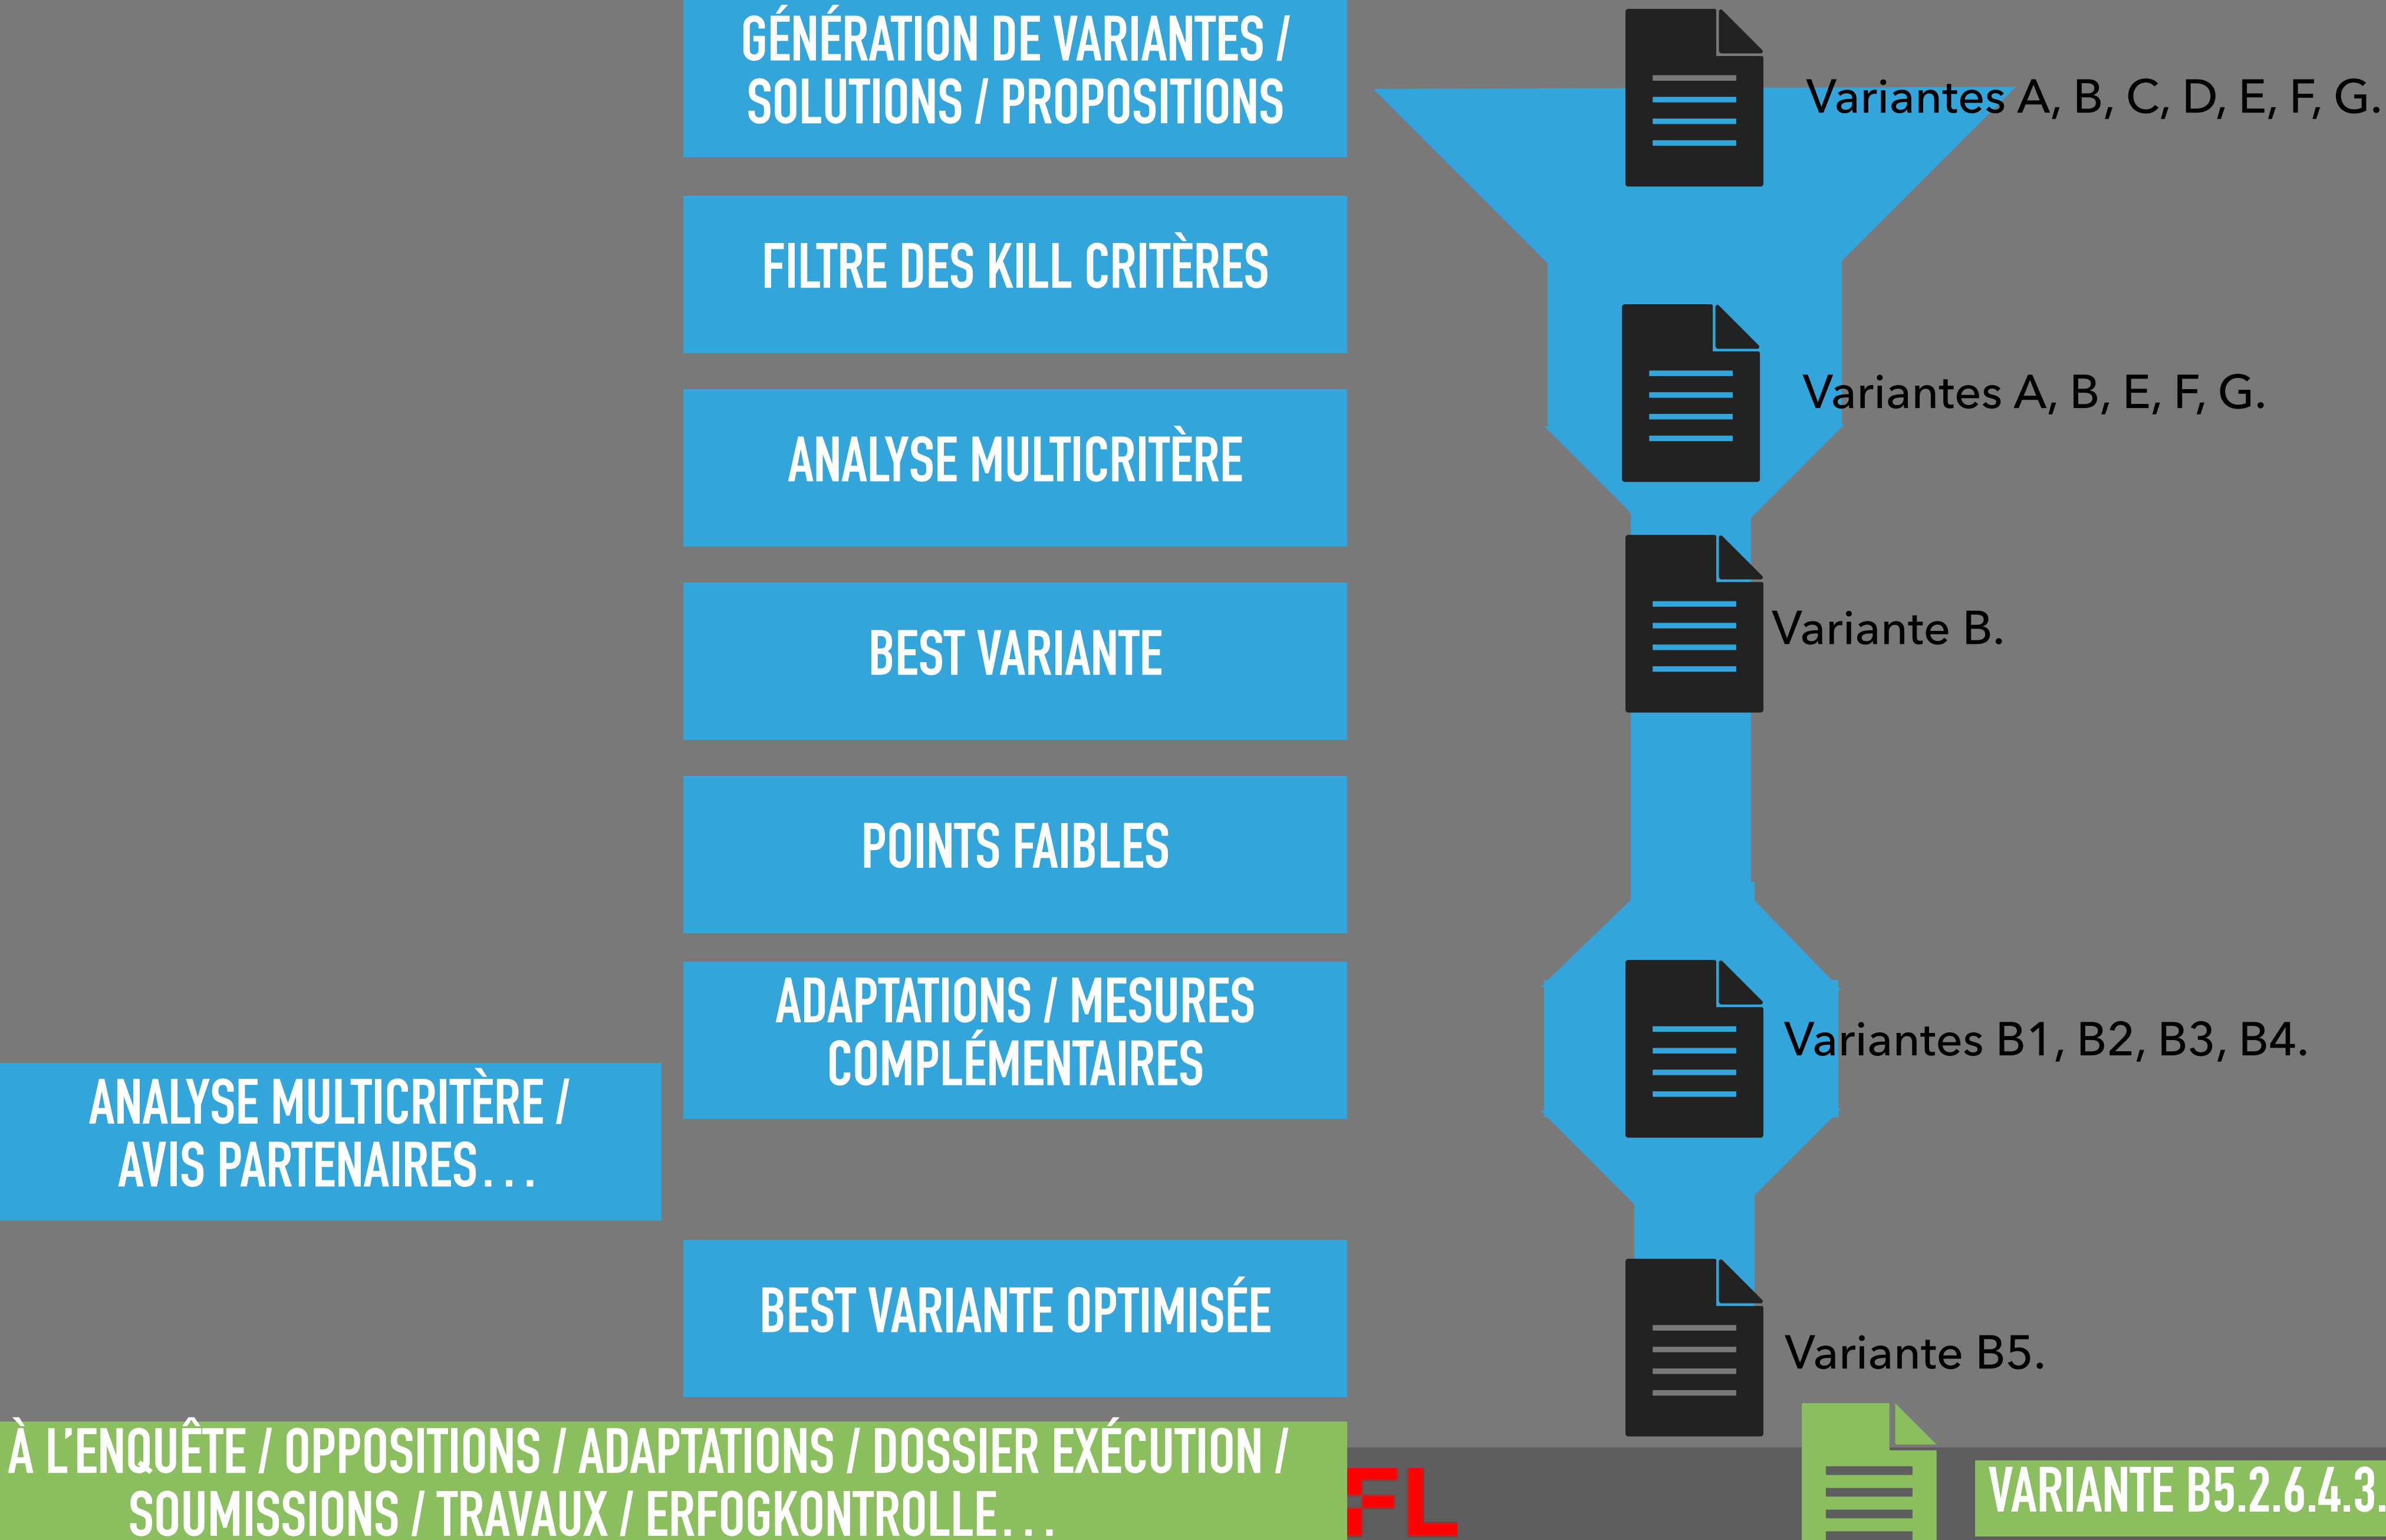 GÉNÉRATION DE VARIANTES /
SOLUTIONS / PROPOSITIONS
Variantes A, B, C, D, E, F, G.
FILTRE DES KILL CRITÈRES
Variantes A, B, E, F, G.
ANALYSE MULTICRITÈRE
Variante B.
BEST VARIANTE
POINTS FAIBLES
ADAPTATIONS / MESURES
COMPLÉMENTAIRES
Variantes B1, B2, B3, B4.
ANALYSE MULTICRITÈRE /
AVIS PARTENAIRES...
BEST VARIANTE OPTIMISÉE
Variante B5.
À L'ENQUÊTE / OPPOSITIONS / ADAPTATIONS / DOSSIER EXÉCUTION /
SOUMISSIONS / TRAVAUX / ERFOGKONTROLLE...
FL
VARIANTE B5.2.6.4.3.